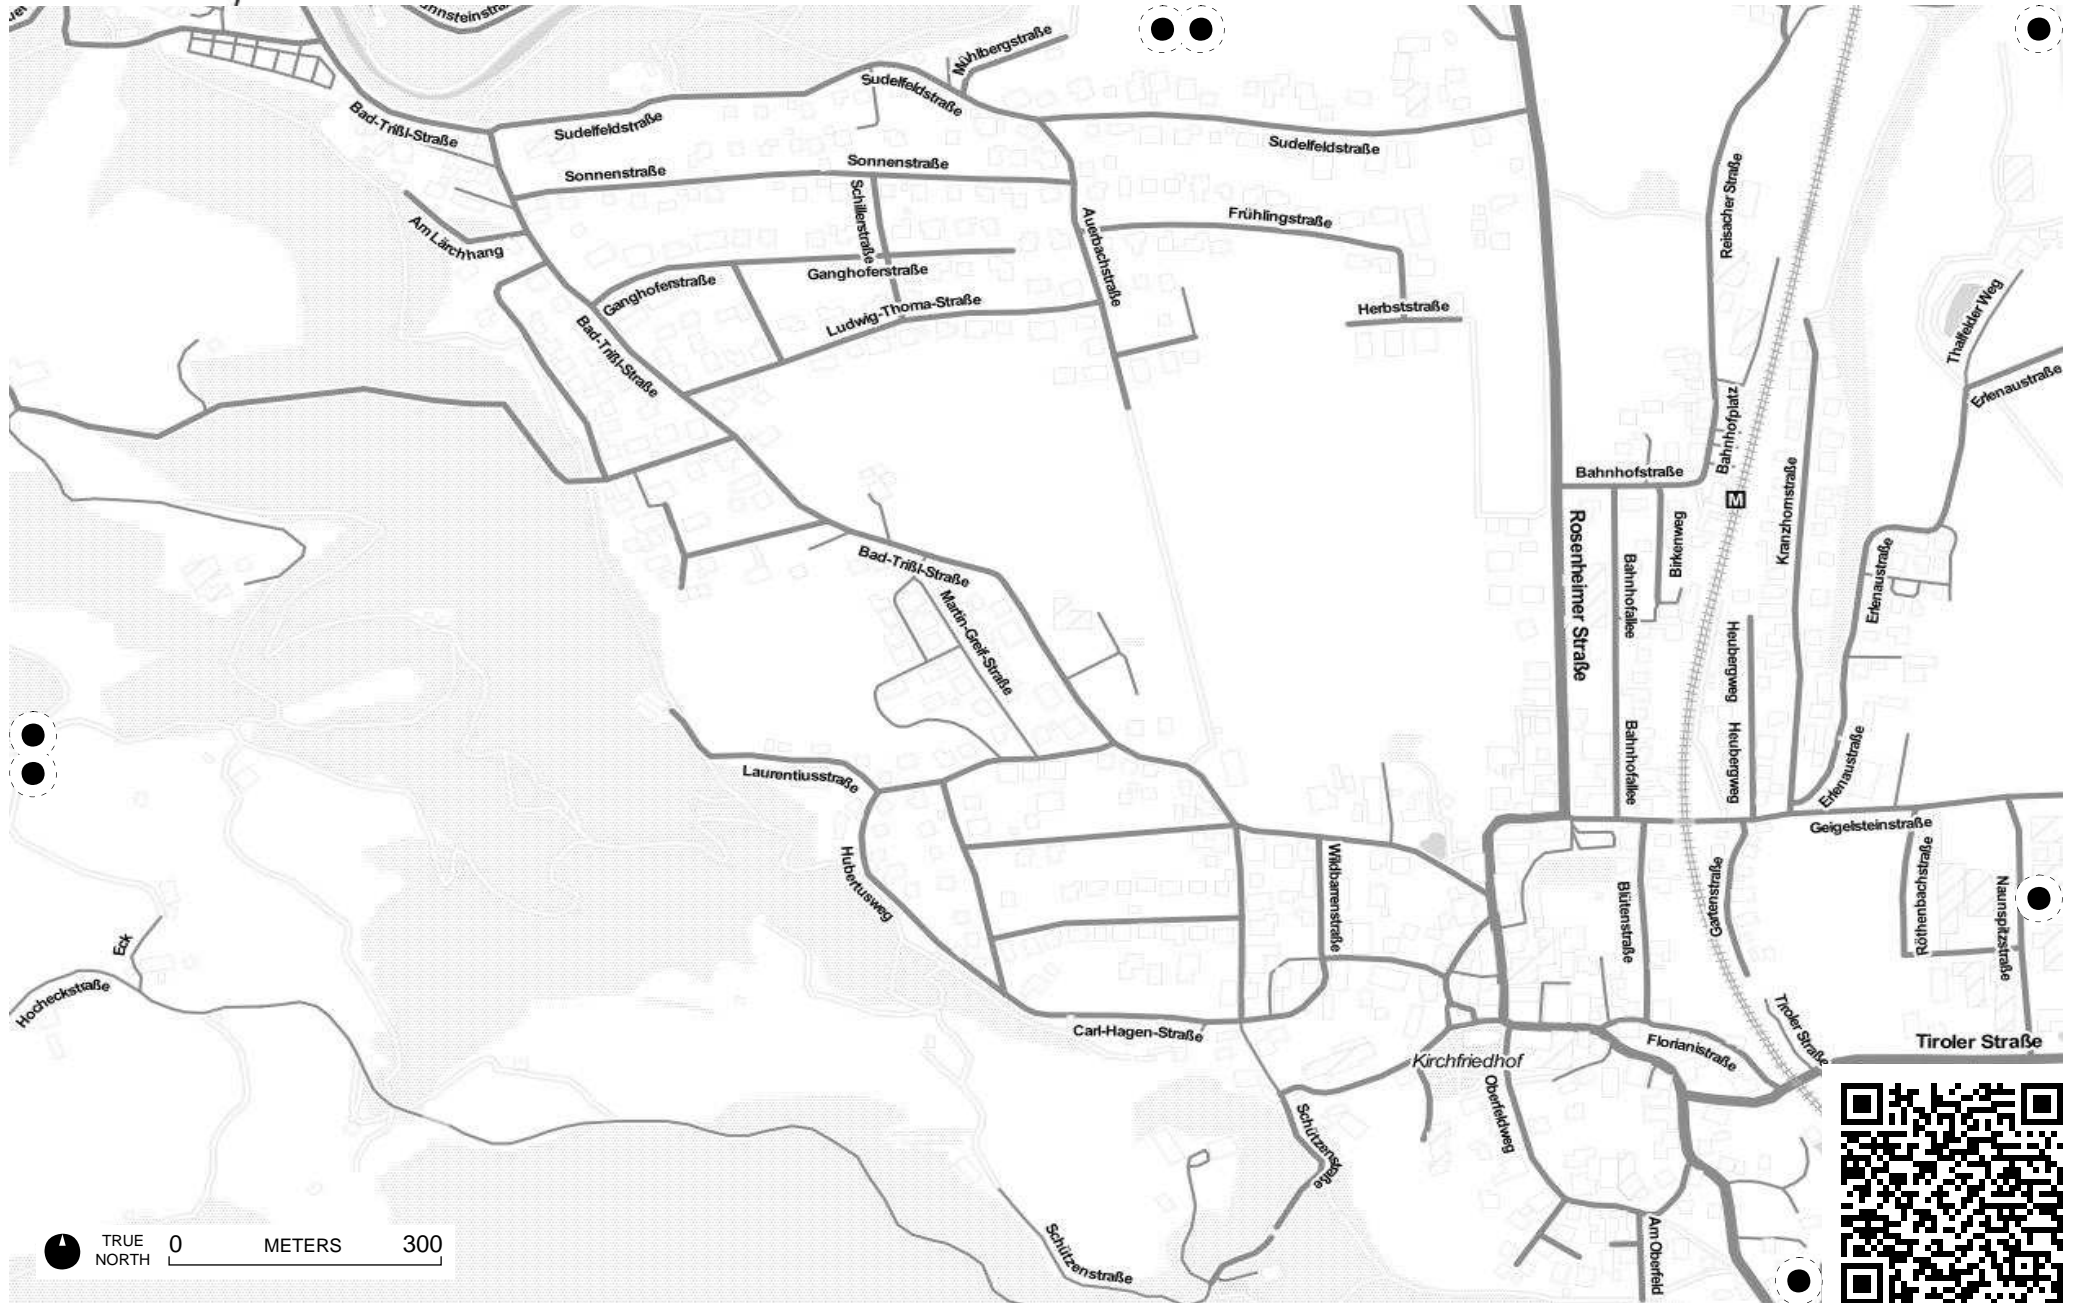 Mühlbergstraße
Sudelfeldstraße
Bad-Trißl-Straße
Sudelfeldstraße
Sudelfeldstraße
Sonnenstraße
Sonnenstraße
Schillerstraße
Reisacher Straße
Am Lärchhang
Auerbachstraße
Frühlingstraße
Ganghoferstraße
Ganghoferstraße
Ludwig-Thoma-Straße
Herbststraße
Thalfelder Weg
Bad-Trißl-Straße
Erlenaustraße
Bahnhofplatz
Bahnhofstraße
M
Kranzhornstraße
Rosenheimer Straße
Birkenweg
Bahnhofallee
Erlenaustraße
Bad-Trißl-Straße
Martin-Greif-Straße
Heubergweg
Bahnhofallee
Heubergweg
Erlenaustraße
Laurentiusstraße
Geigelsteinstraße
Hubertusweg
Wildbarrenstraße
Blütenstraße
Gartenstraße
Röthenbachstraße
Naunspitzstraße
Eck
Hocheckstraße
Carl-Hagen-Straße
Tiroler Straße
Tiroler Straße
Florianistraße
Kirchfriedhof
Oberfeldweg
Schützenstraße
Schützenstraße
Am Oberfeld
TRUE
NORTH
0 METERS 300